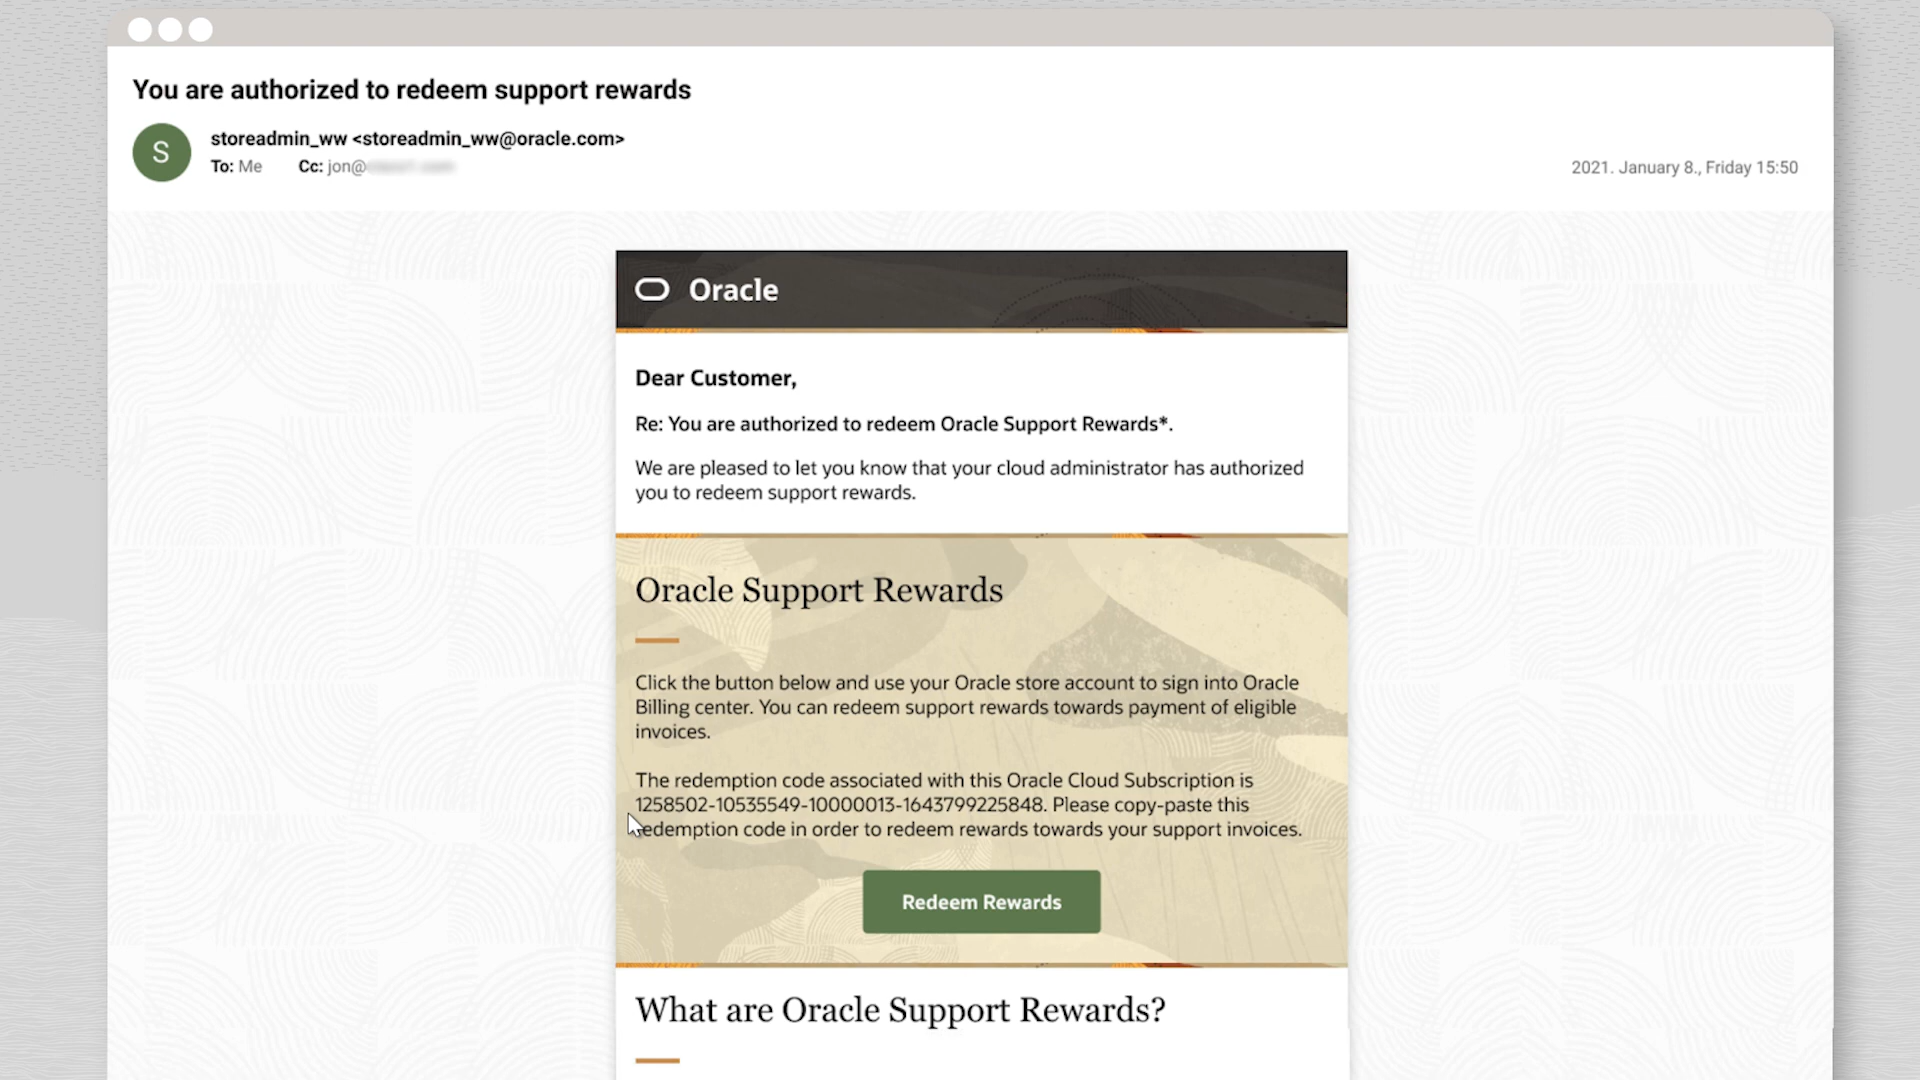 You are authorized to redeem support rewards
S
storeadmin_ww <storeadmin_ww@oracle.com>
To: Me Cc: jon@
2021. January 8., Friday 15:50
Oracle
Dear Customer,
Re: You are authorized to redeem Oracle Support Rewards*.
We are pleased to let you know that your cloud administrator has authorized
you to redeem support rewards.
Oracle Support Rewards
Click the button below and use your Oracle store account to sign into Oracle
Billing center. You can redeem support rewards towards payment of eligible
invoices.
The redemption code associated with this Oracle Cloud Subscription is
1258502-10535549-10000013-1643799225848. Please copy-paste this
redemption code in order to redeem rewards towards your support invoices.
Redeem Rewards
What are Oracle Support Rewards?